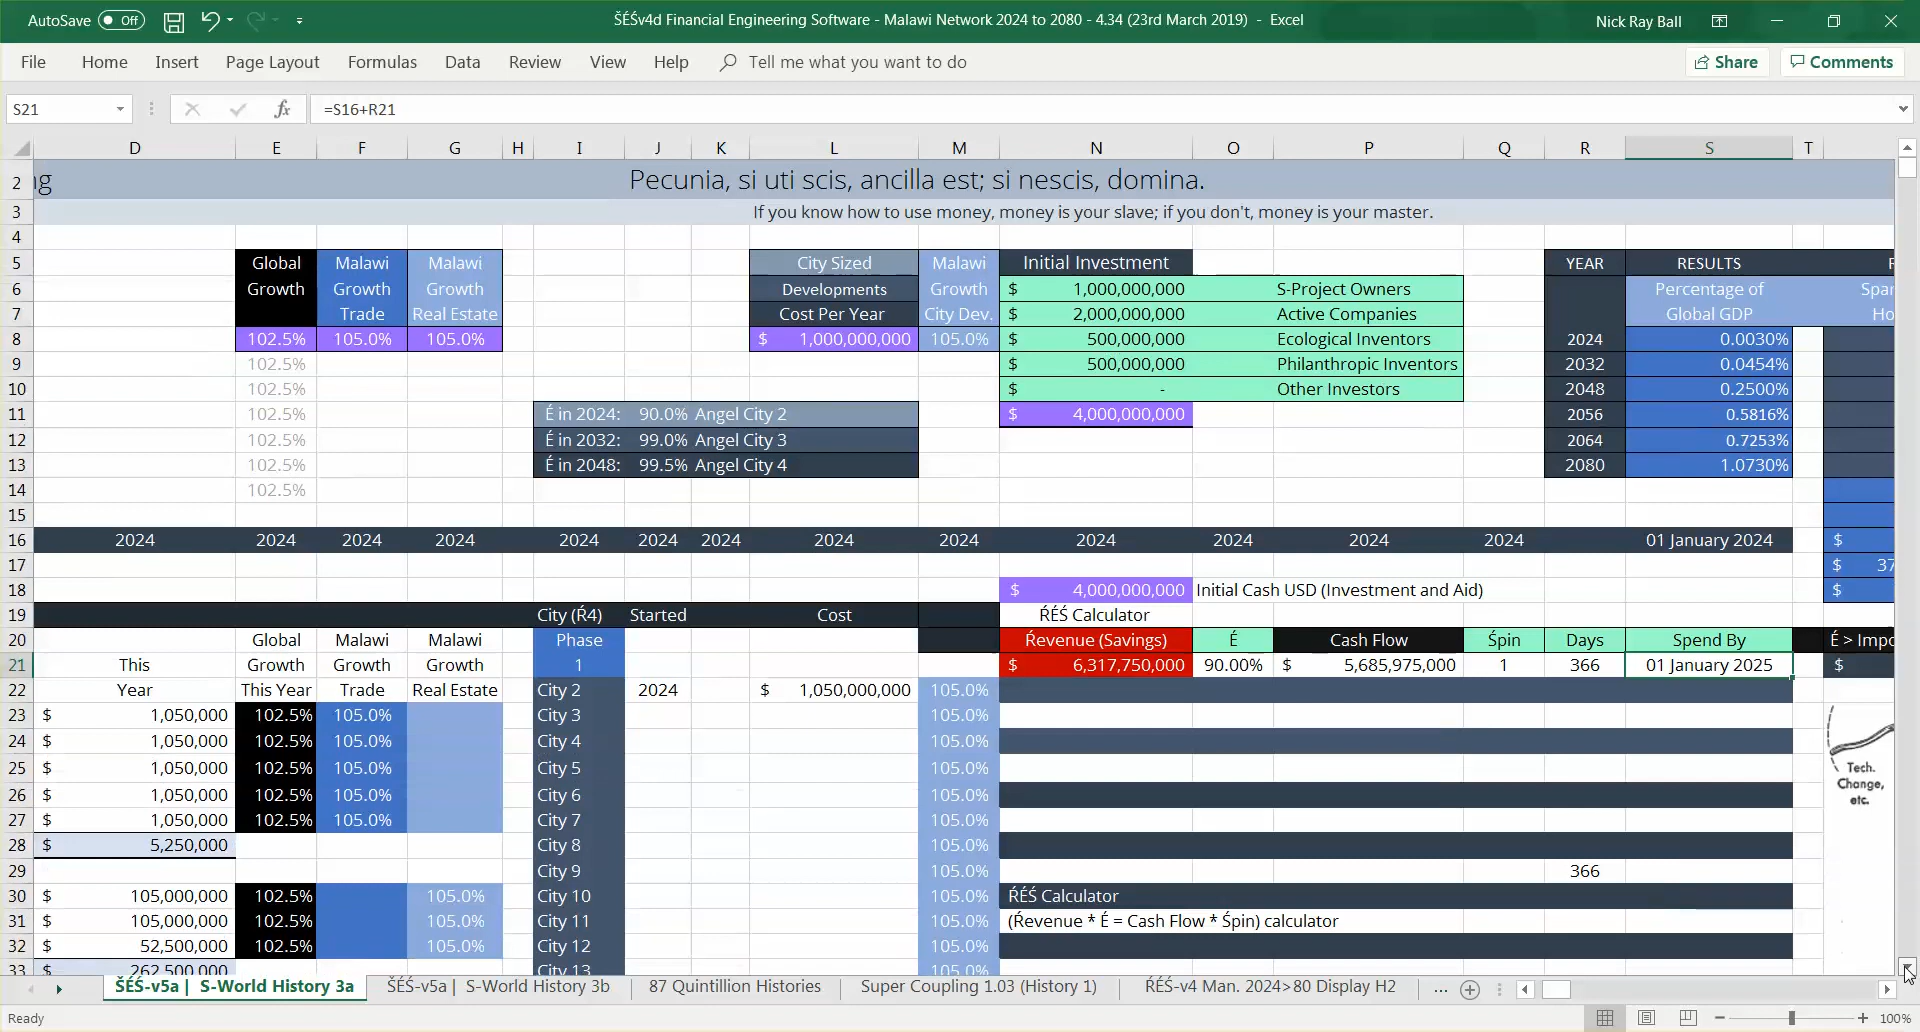 AutoSave Off ŠÉŚv4d Financial Engineering Software - Malawi Network 2024 to 2080 - 4.34 (23rd March 2019) - Excel Nick Ray Ball
File Home Insert Page Layout Formulas Data Review View Help Tell me what you want to do Share Comments
S21 fx =S16+R21
D E F G H I J K L M N O P Q R S T
2 Pecunia, si uti scis, ancilla est; si nescis, domina.
3 If you know how to use money, money is your slave; if you don't, money is your master.
4
5 Global Malawi Malawi City Sized Malawi Initial Investment YEAR RESULTS
6 Growth Growth Growth Developments Growth $ 1,000,000,000 S-Project Owners Percentage of
7 Trade Real Estate Cost Per Year City Dev. $ 2,000,000,000 Active Companies Global GDP
8 102.5% 105.0% 105.0% $ 1,000,000,000 105.0% $ 500,000,000 Ecological Inventors 2024 0.0030%
9 102.5% $ 500,000,000 Philanthropic Inventors 2032 0.0454%
10 102.5% $ - Other Investors 2048 0.2500%
11 102.5% É in 2024: 90.0% Angel City 2 $ 4,000,000,000 2056 0.5816%
12 102.5% É in 2032: 99.0% Angel City 3 2064 0.7253%
13 102.5% É in 2048: 99.5% Angel City 4 2080 1.0730%
14 102.5%
15
16 2024 2024 2024 2024 2024 2024 2024 2024 2024 2024 2024 2024 2024 01 January 2024 $
17 $ 37
18 $ 4,000,000,000 Initial Cash USD (Investment and Aid) $
19 City (Ŕ4) Started Cost ŔÉŚ Calculator
20 Global Malawi Malawi Phase Ŕevenue (Savings) É Cash Flow Śpin Days Spend By É > Impo
21 This Growth Growth Growth 1 $ 6,317,750,000 90.00% $ 5,685,975,000 1 366 01 January 2025 $
22 Year This Year Trade Real Estate City 2 2024 $ 1,050,000,000 105.0%
23 $ 1,050,000 102.5% 105.0% City 3 105.0%
24 $ 1,050,000 102.5% 105.0% City 4 105.0%
25 $ 1,050,000 102.5% 105.0% City 5 105.0% Tech.
Change,
26 $ 1,050,000 102.5% 105.0% City 6 105.0% etc.
27 $ 1,050,000 102.5% 105.0% City 7 105.0%
28 $ 5,250,000 City 8 105.0%
29 City 9 105.0% 366
30 $ 105,000,000 102.5% 105.0% City 10 105.0% ŔÉŚ Calculator
31 $ 105,000,000 102.5% 105.0% City 11 105.0% (Ŕevenue * É = Cash Flow * Śpin) calculator
32 $ 52,500,000 102.5% 105.0% City 12 105.0%
33 $ 262,500,000 City 13 105.0%
ŠÉŚ-v5a | S-World History 3a ŠÉŚ-v5a | S-World History 3b 87 Quintillion Histories Super Coupling 1.03 (History 1) ŔÉŚ-v4 Man. 2024>80 Display H2 ...
Ready 100%